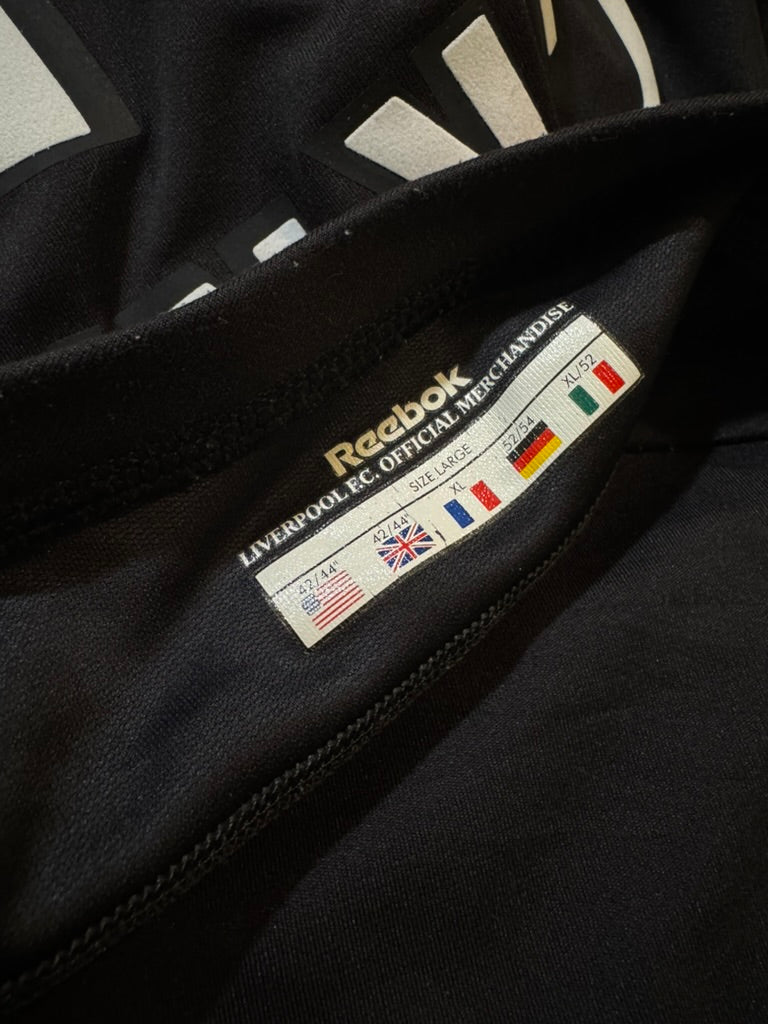 Reebok
LIVERPOOL F.C. OFFICIAL MERCHANDISE
SIZE LARGE
42/44" 42/44" XL 52/54 XL/52